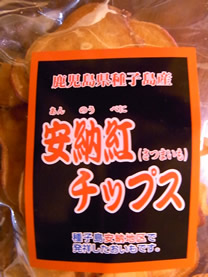 鹿児島県種子島産
あん のう べに
安納紅(さつまいも)
チップス
種子島安納地区で
発祥したおいもです。